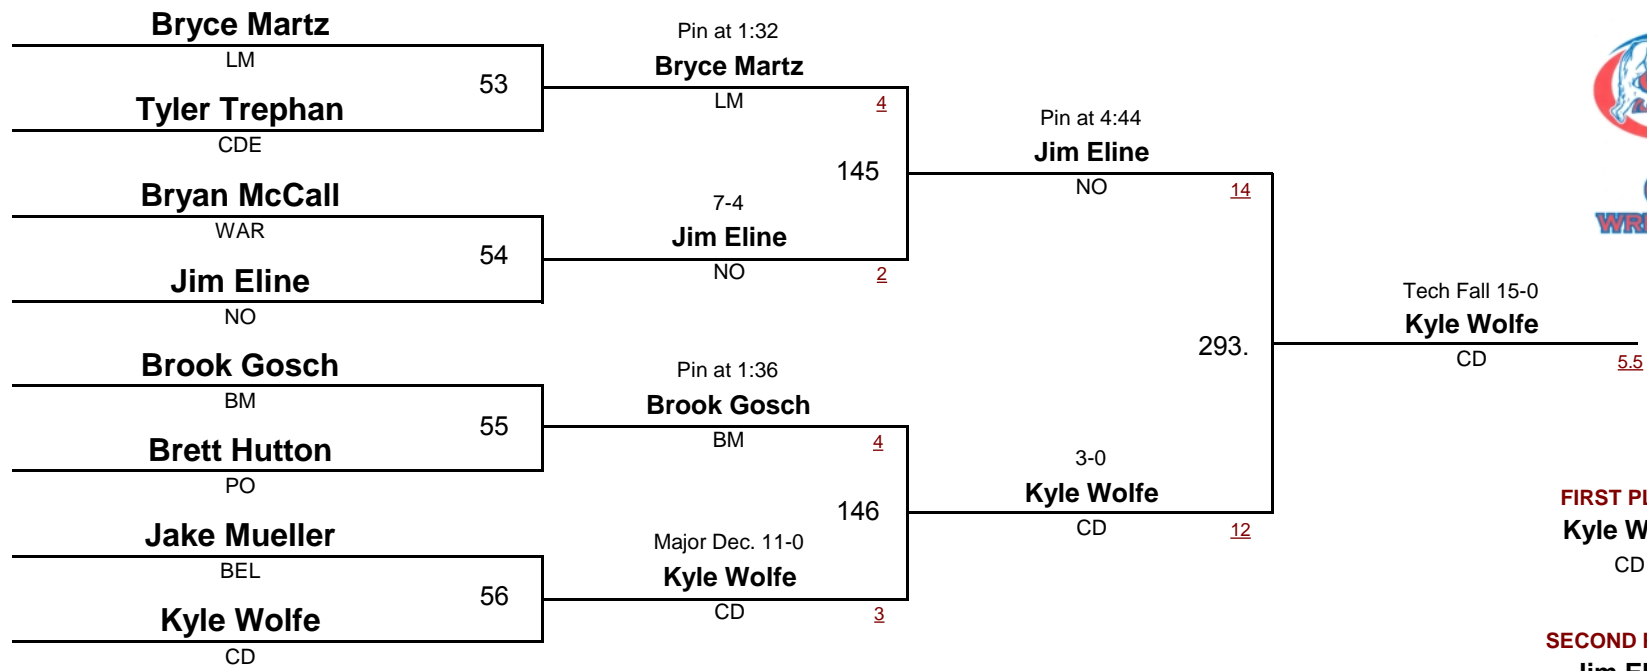 Bryce Martz
LM
53
Tyler Trephan
CDE
Bryan McCall
WAR
54
Jim Eline
NO
Brook Gosch
BM
55
Brett Hutton
PO
Jake Mueller
BEL
56
Kyle Wolfe
CD
Pin at 1:32
Bryce Martz
LM
4
145
7-4
Jim Eline
NO
2
Pin at 1:36
Brook Gosch
BM
4
146
Major Dec. 11-0
Kyle Wolfe
CD
3
Pin at 4:44
Jim Eline
NO
14
293.
3-0
Kyle Wolfe
CD
12
Tech Fall 15-0
Kyle Wolfe
CD
5.5
FIRST PL
Kyle W
CD
SECOND